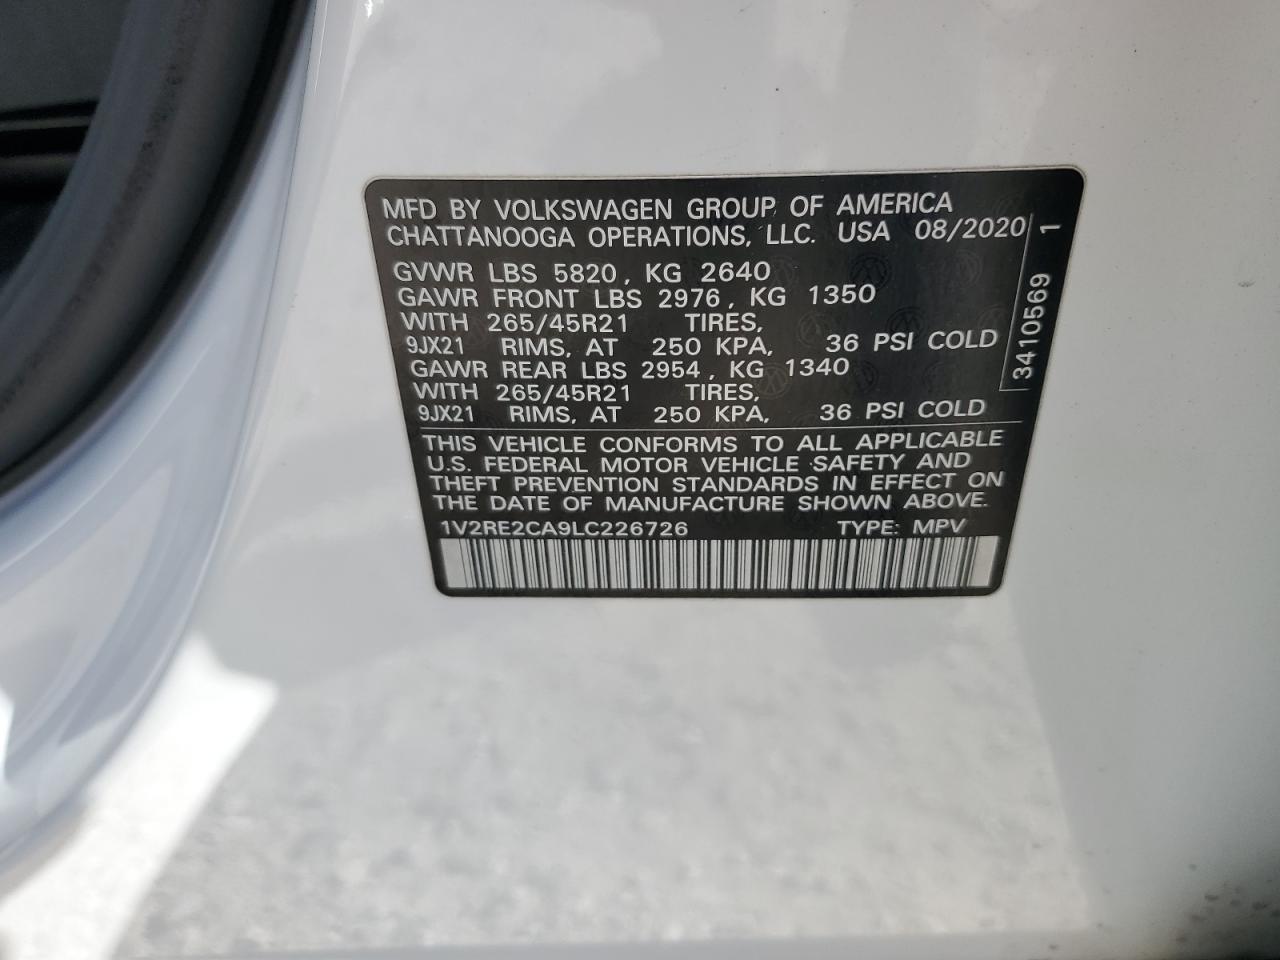 MFD BY VOLKSWAGEN GROUP OF AMERICA
CHATTANOOGA OPERATIONS, LLC. USA 08/2020
GVWR LBS 5820, KG 2640
GAWR FRONT LBS 2976, KG 1350
WITH 265/45R21 TIRES,
9JX21 RIMS, AT 250 KPA, 36 PSI COLD
GAWR REAR LBS 2954, KG 1340
WITH 265/45R21 TIRES,
9JX21 RIMS, AT 250 KPA, 36 PSI COLD
3410569 1
THIS VEHICLE CONFORMS TO ALL APPLICABLE
U.S. FEDERAL MOTOR VEHICLE SAFETY AND
THEFT PREVENTION STANDARDS IN EFFECT ON
THE DATE OF MANUFACTURE SHOWN ABOVE.
1V2RE2CA9LC226726 TYPE: MPV